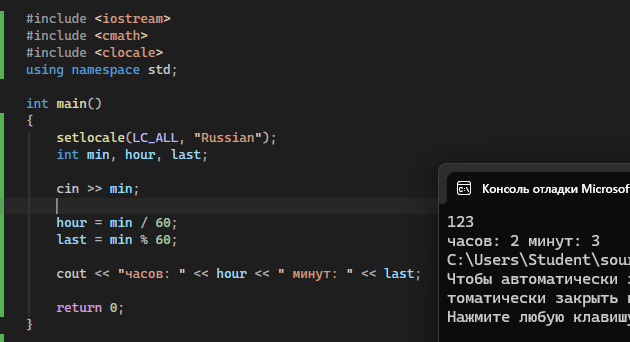 #include <iostream>
#include <cmath>
#include <clocale>
using namespace std;
int main()
{
setlocale(LC_ALL, "Russian");
int min, hour, last;
cin >> min;
hour = min / 60;
last = min % 60;
cout << "часов: " << hour << " минут: " << last;
return 0;
}
Консоль отладки Microsoft
123
часов: 2 минут: 3
C:\Users\Student\sou
Чтобы автоматически
томатически закрыть
Нажмите любую клавишу